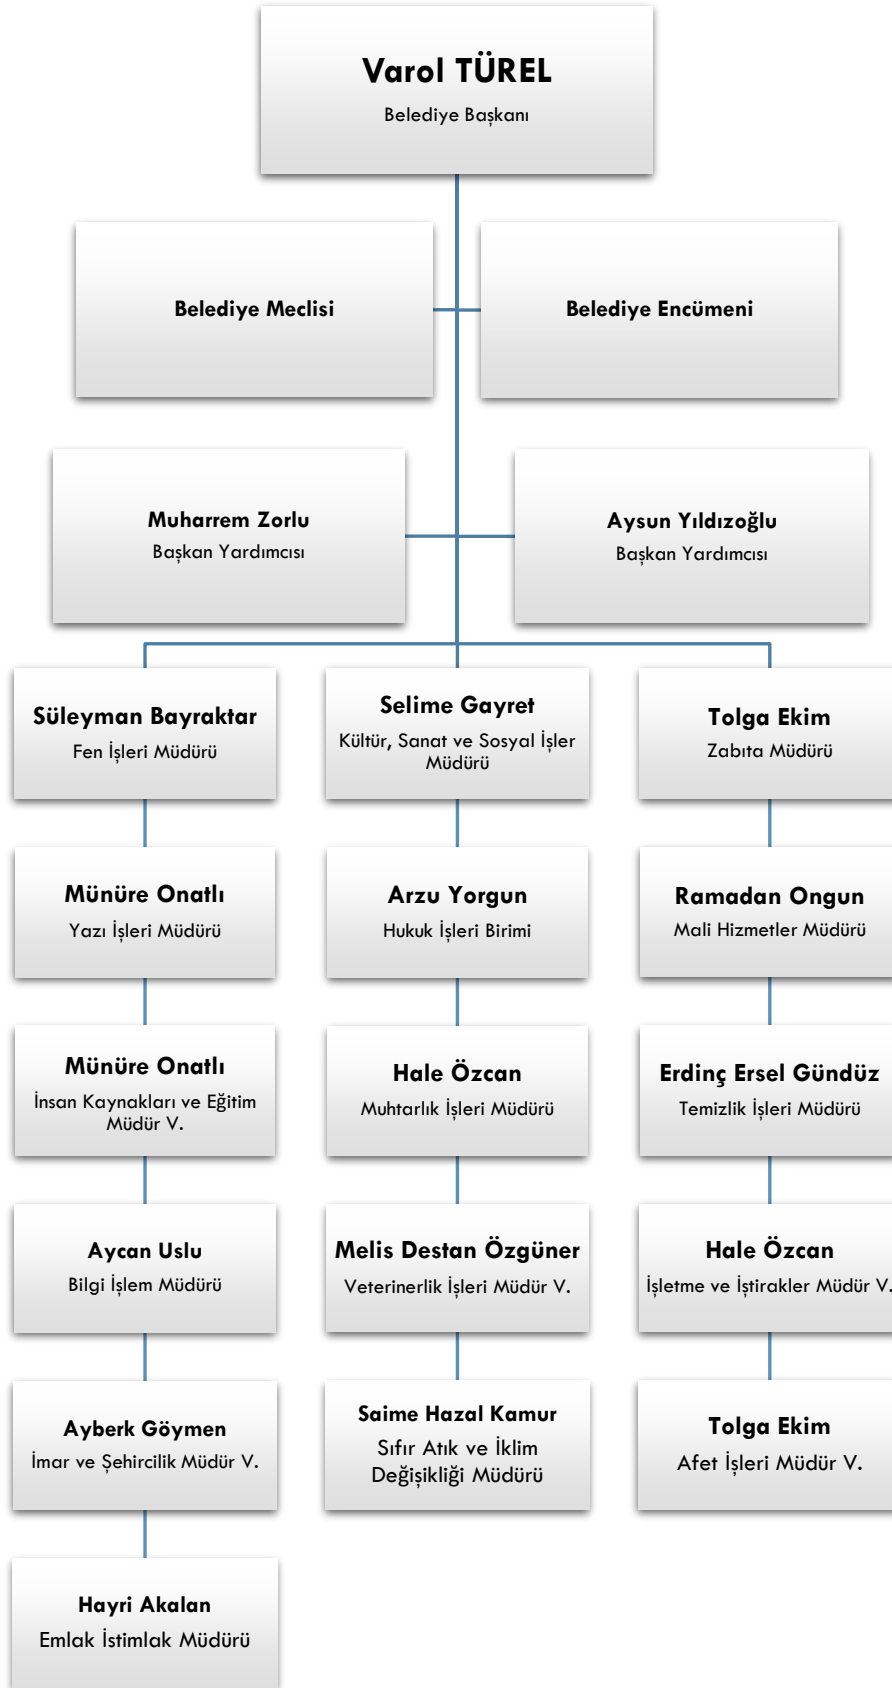 Varol TÜREL
Belediye Başkanı
Belediye Meclisi
Belediye Encümeni
Muharrem Zorlu
Başkan Yardımcısı
Aysun Yıldızoğlu
Başkan Yardımcısı
Süleyman Bayraktar
Fen İşleri Müdürü
Selime Gayret
Kültür, Sanat ve Sosyal İşler
Müdürü
Tolga Ekim
Zabıta Müdürü
Münüre Onatlı
Yazı İşleri Müdürü
Arzu Yorgun
Hukuk İşleri Birimi
Ramadan Ongun
Mali Hizmetler Müdürü
Münüre Onatlı
İnsan Kaynakları ve Eğitim
Müdür V.
Hale Özcan
Muhtarlık İşleri Müdürü
Erdinç Ersel Gündüz
Temizlik İşleri Müdürü
Aycan Uslu
Bilgi İşlem Müdürü
Melis Destan Özgüner
Veterinerlik İşleri Müdür V.
Hale Özcan
İşletme ve İştirakler Müdür V.
Ayberk Göymen
İmar ve Şehircilik Müdür V.
Saime Hazal Kamur
Sıfır Atık ve İklim
Değişikliği Müdürü
Tolga Ekim
Afet İşleri Müdür V.
Hayri Akalan
Emlak İstimlak Müdürü